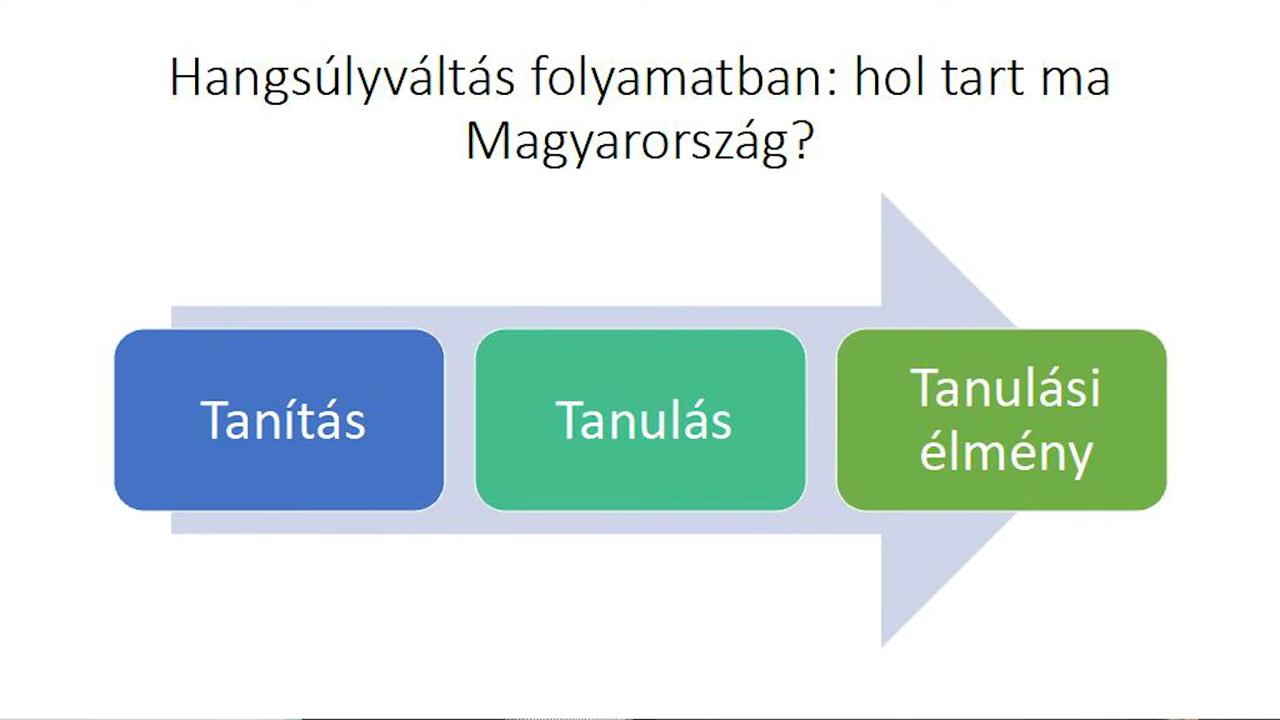 Hangsúlyváltás folyamatban: hol tart ma
Magyarország?
Tanítás
Tanulás
Tanulási
élmény